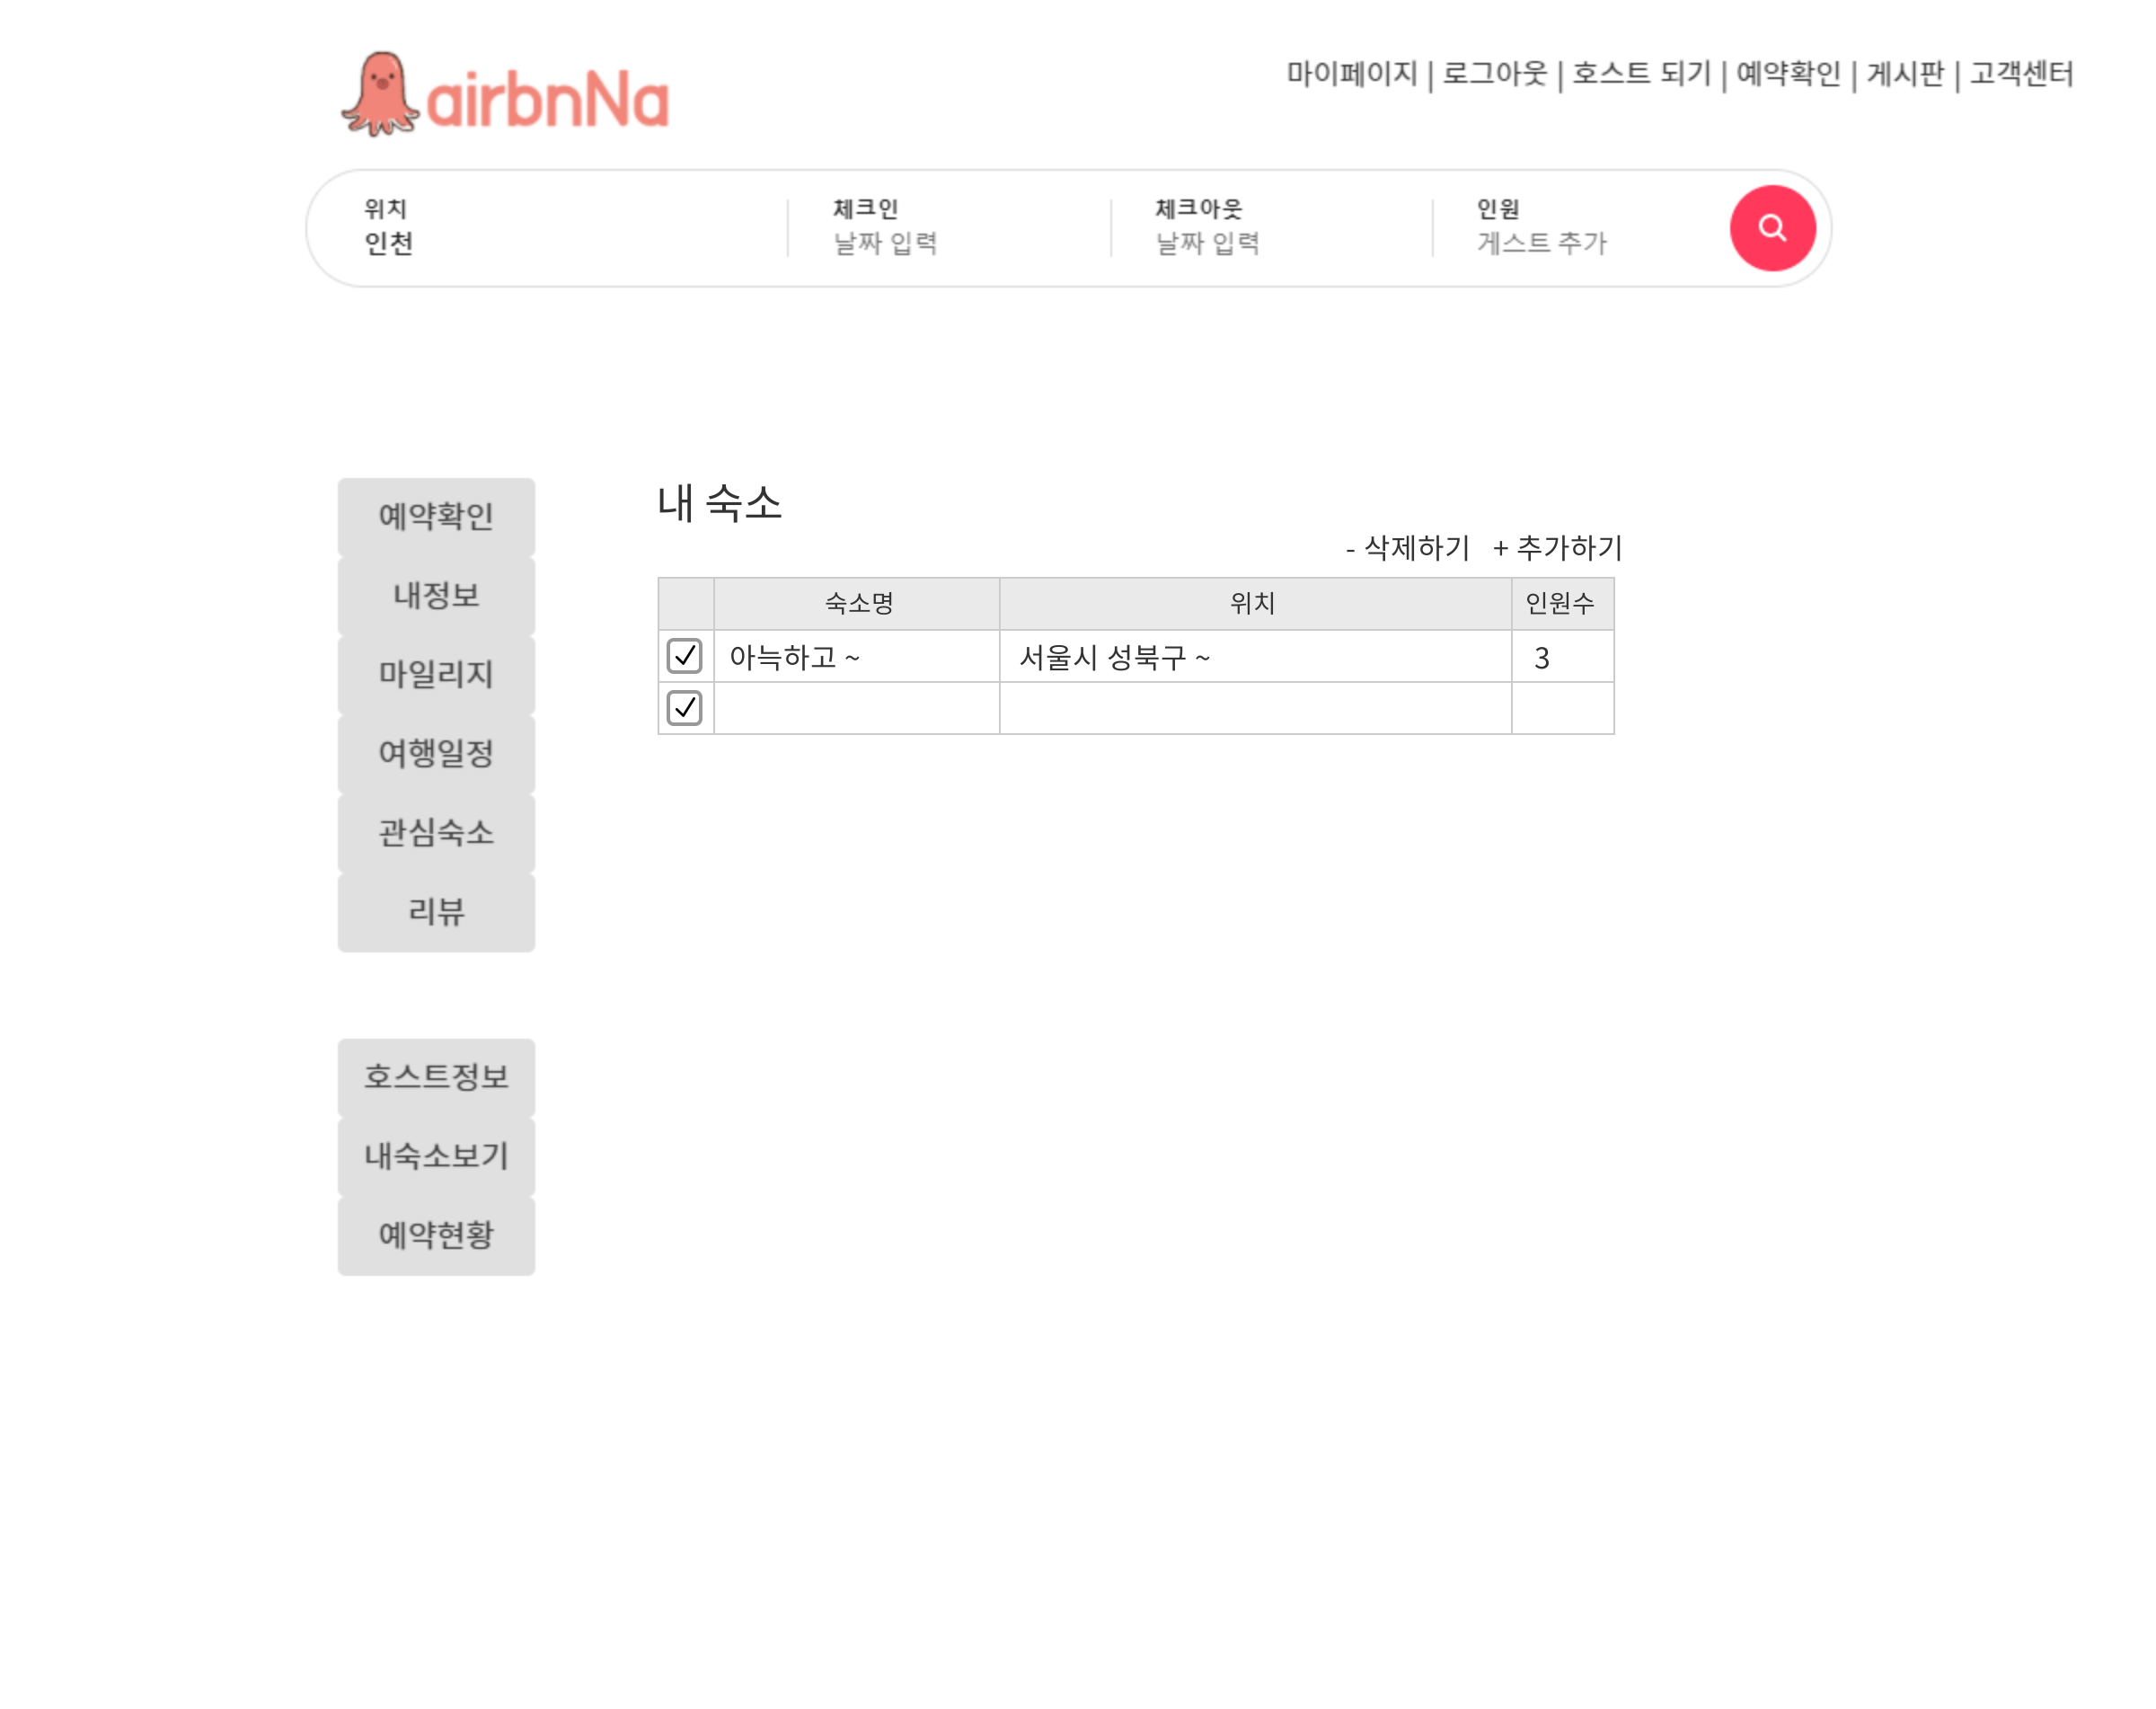 airbnNa
마이페이지 | 로그아웃 | 호스트 되기 | 예약확인 | 게시판 | 고객센터
위치 체크인 체크아웃 인원
인천 날짜 입력 날짜 입력 게스트 추가
내 숙소
- 삭제하기 + 추가하기
숙소명 위치 인원수
아늑하고 ~ 서울시 성북구 ~ 3
예약확인
내정보
마일리지
여행일정
관심숙소
리뷰
호스트정보
내숙소보기
예약현황